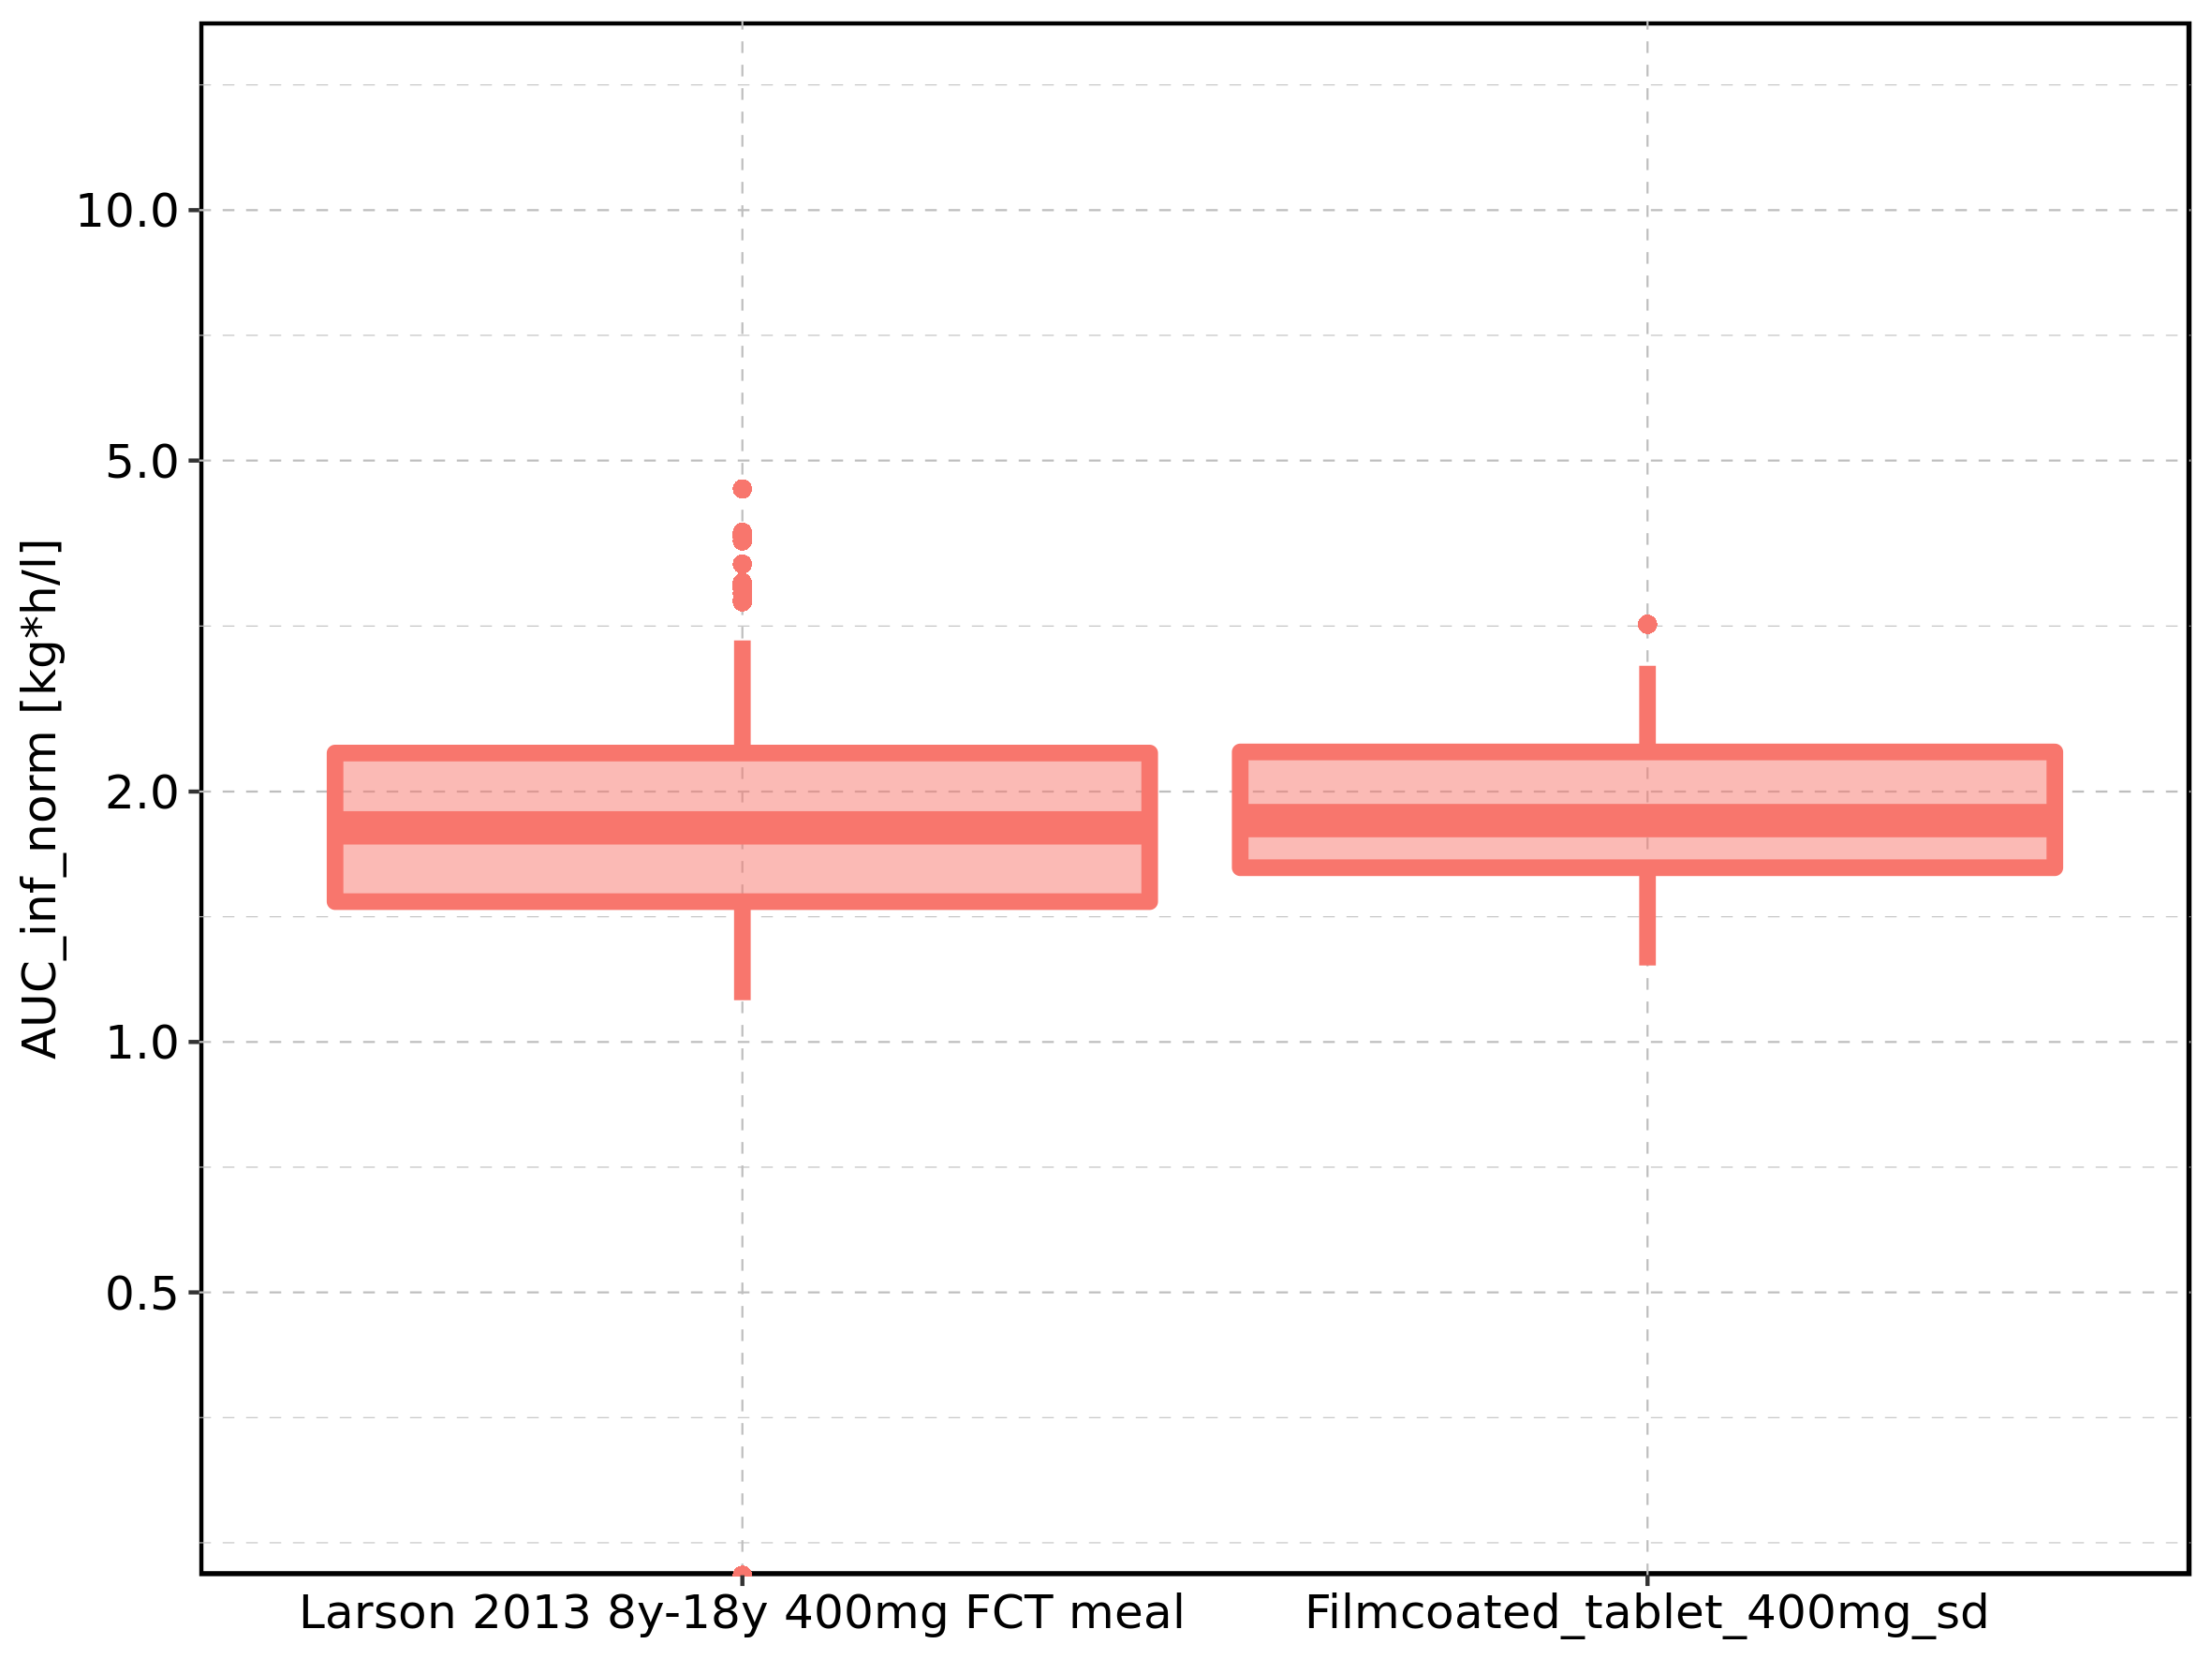 AUC_inf_norm [kg*h/l]
10.0
5.0
2.0
1.0
0.5
Larson 2013 8y-18y 400mg FCT meal
Filmcoated_tablet_400mg_sd